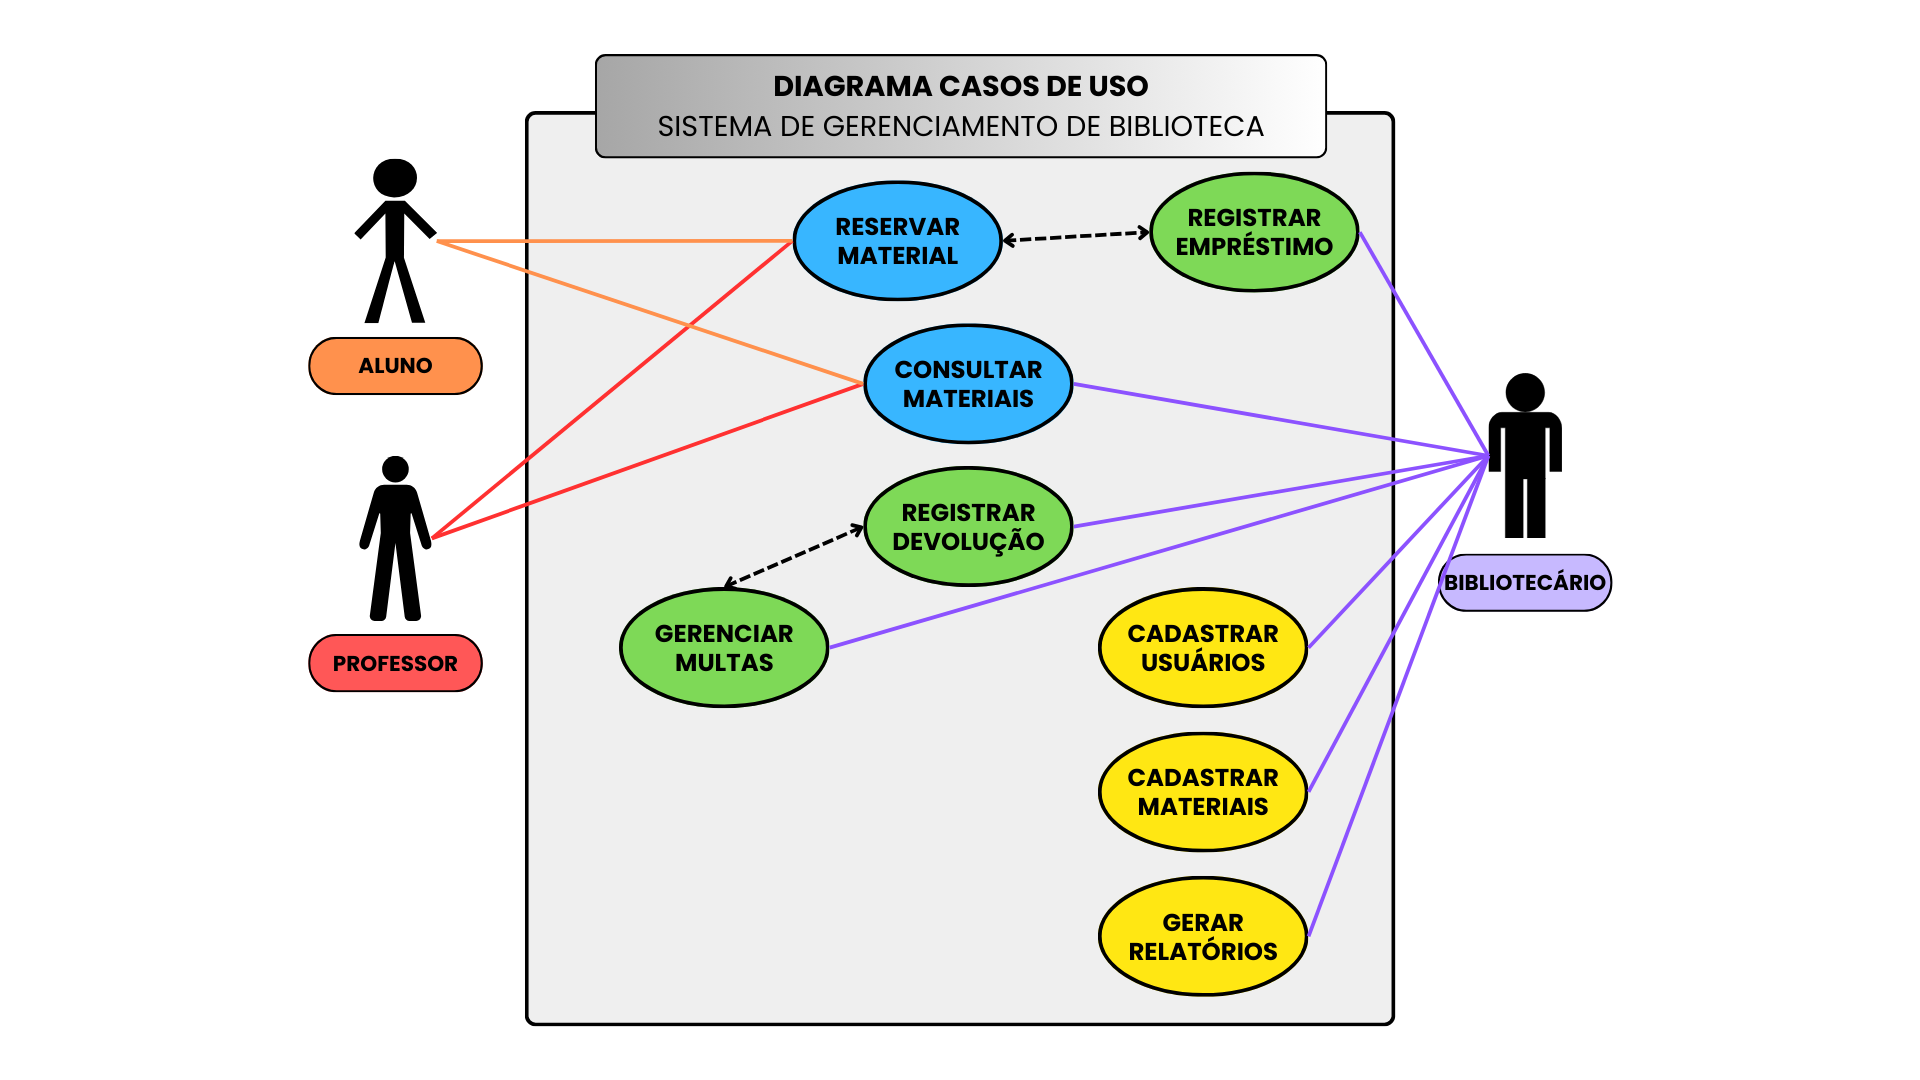 DIAGRAMA CASOS DE USO
SISTEMA DE GERENCIAMENTO DE BIBLIOTECA
RESERVAR
MATERIAL
REGISTRAR
EMPRÉSTIMO
ALUNO
CONSULTAR
MATERIAIS
REGISTRAR
DEVOLUÇÃO
BIBLIOTECÁRIO
PROFESSOR
GERENCIAR
MULTAS
CADASTRAR
USUÁRIOS
CADASTRAR
MATERIAIS
GERAR
RELATÓRIOS